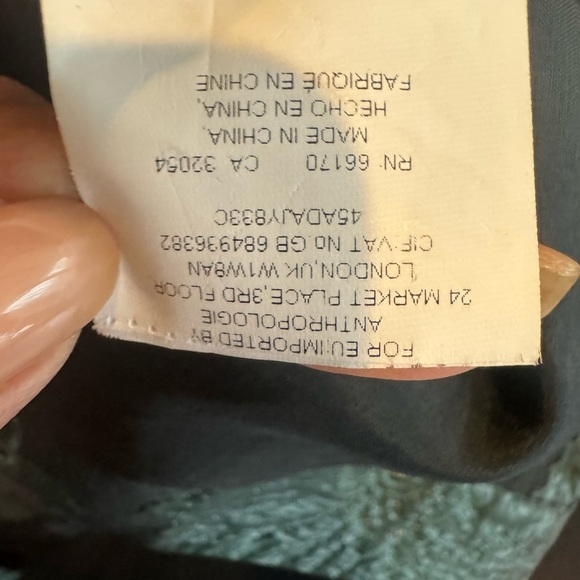 FOR EU:IMPORTED BY
ANTHROPOLOGIE
24 MARKET PLACE,3RD FLOOR
LONDON,UK W1W8AN
CIF:VAT No.GB 684936382
45ADAJY833C
RN: 66170 CA 32054
MADE IN CHINA,
HECHO EN CHINA,
FABRIQUÉ EN CHINE